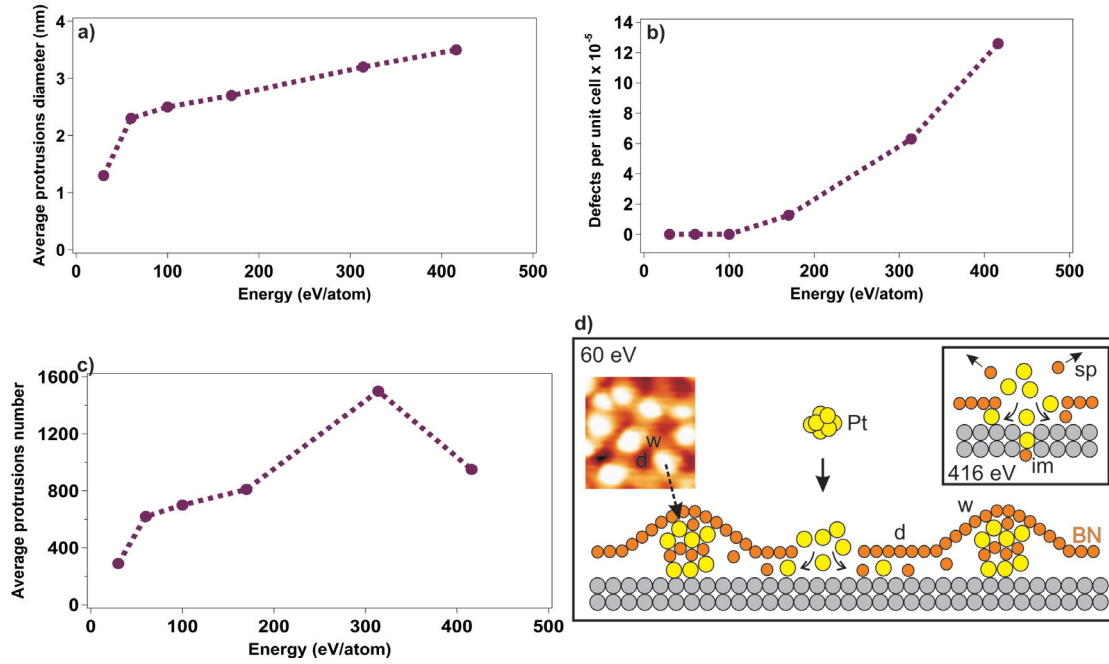 a)
Average protrusions diameter (nm)
4
3
2
1
0
0 100 200 300 400 500
Energy (eV/atom)
b)
Defects per unit cell x 10-5
14
12
10
8
6
4
2
0
0 100 200 300 400 500
Energy (eV/atom)
c)
Average protrusions number
1600
1200
800
400
0
0 100 200 300 400 500
Energy (eV/atom)
d)
60 eV
w
d
Pt
sp
im
416 eV
w
d
BN